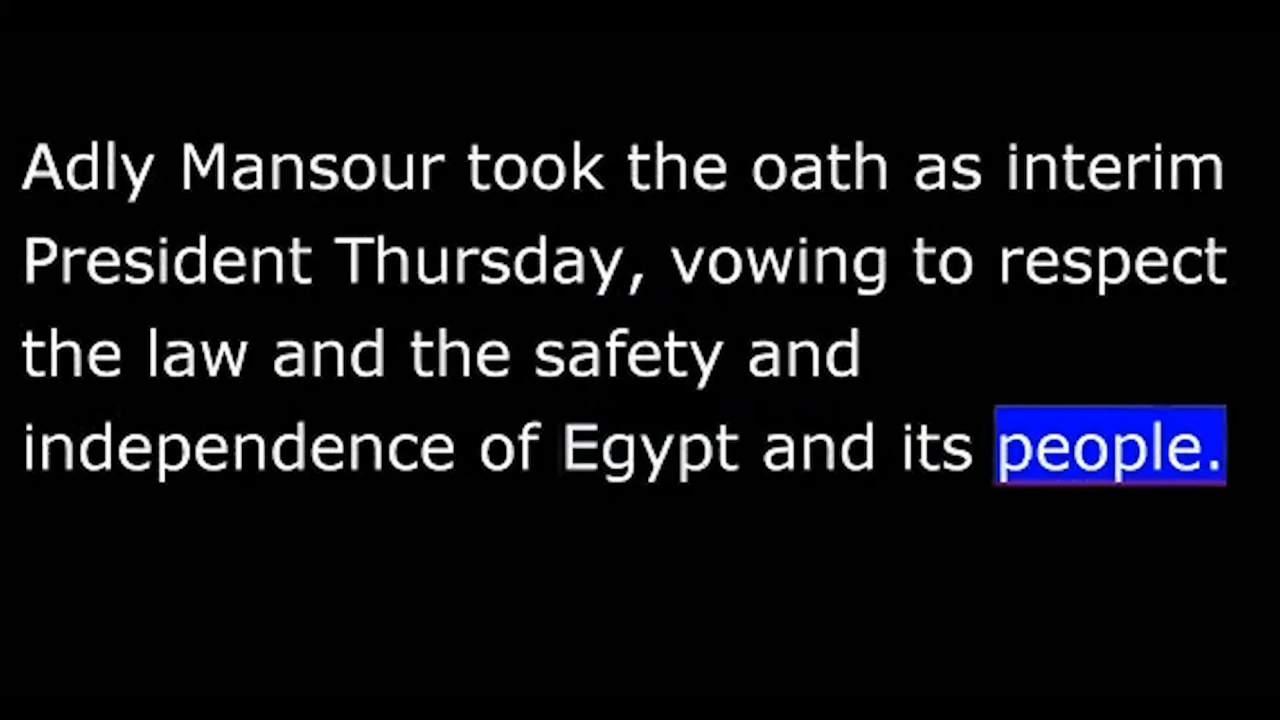 Adly Mansour took the oath as interim
President Thursday, vowing to respect
the law and the safety and
independence of Egypt and its people.